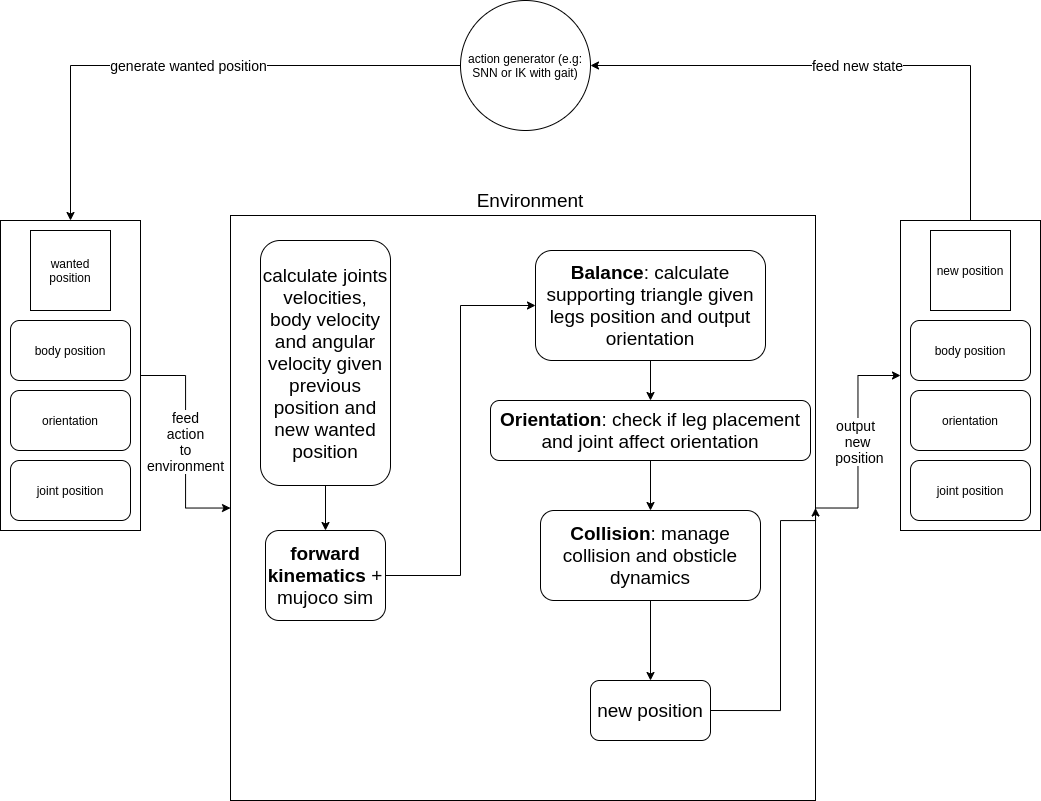 action generator (e.g:
SNN or IK with gait)
generate wanted position
feed new state
wanted
position
body position
orientation
joint position
feed
action
to
environment
Environment
calculate joints
velocities,
body velocity
and angular
velocity given
previous
position and
new wanted
position
forward
kinematics +
mujoco sim
Balance: calculate
supporting triangle given
legs position and output
orientation
Orientation: check if leg placement
and joint affect orientation
Collision: manage
collision and obsticle
dynamics
new position
output
new
position
new position
body position
orientation
joint position